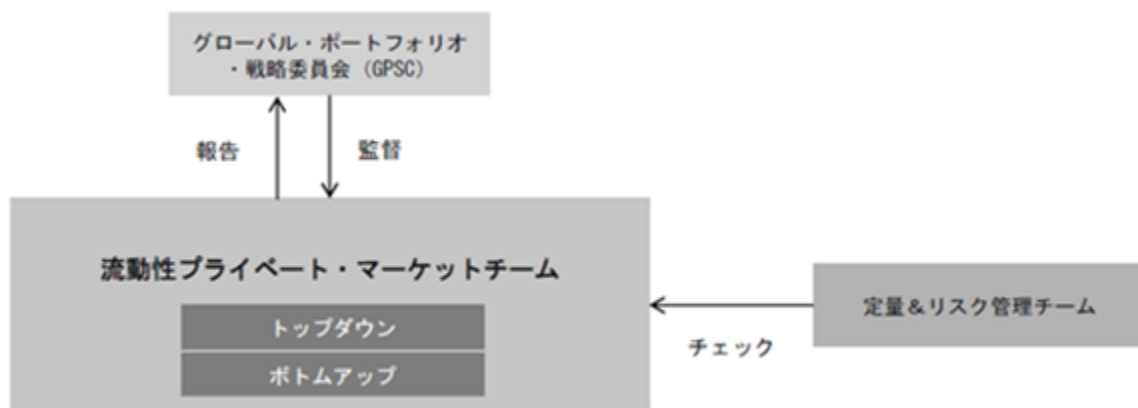 グローバル・ポートフォリオ
・戦略委員会（GPSC）
報告
監督
流動性プライベート・マーケットチーム
トップダウン
ボトムアップ
定量＆リスク管理チーム
チェック